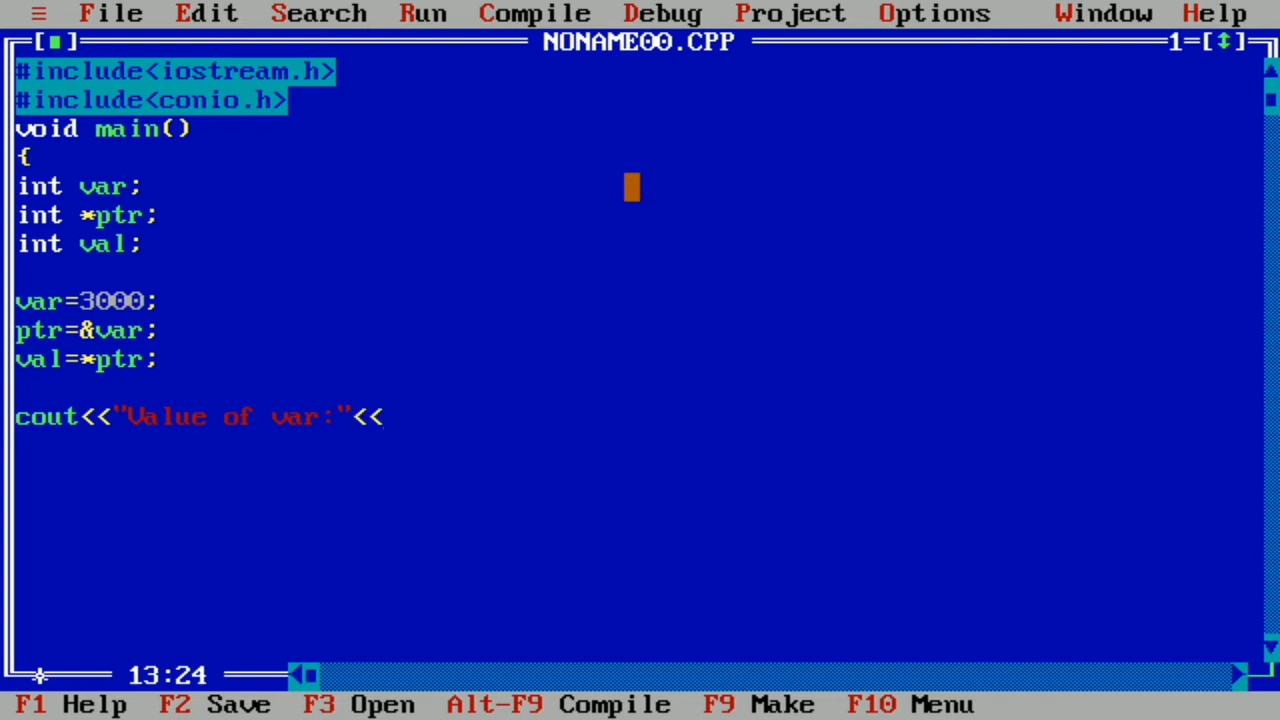 ≡ File Edit Search Run Compile Debug Project Options Window Help
[■] NONAME00.CPP 1=[↕]
#include<iostream.h>
#include<conio.h>
void main()
{
int var;
int *ptr;
int val;
var=3000;
ptr=&var;
val=*ptr;
cout<<"Value of var:"<<
13:24
F1 Help F2 Save F3 Open Alt-F9 Compile F9 Make F10 Menu